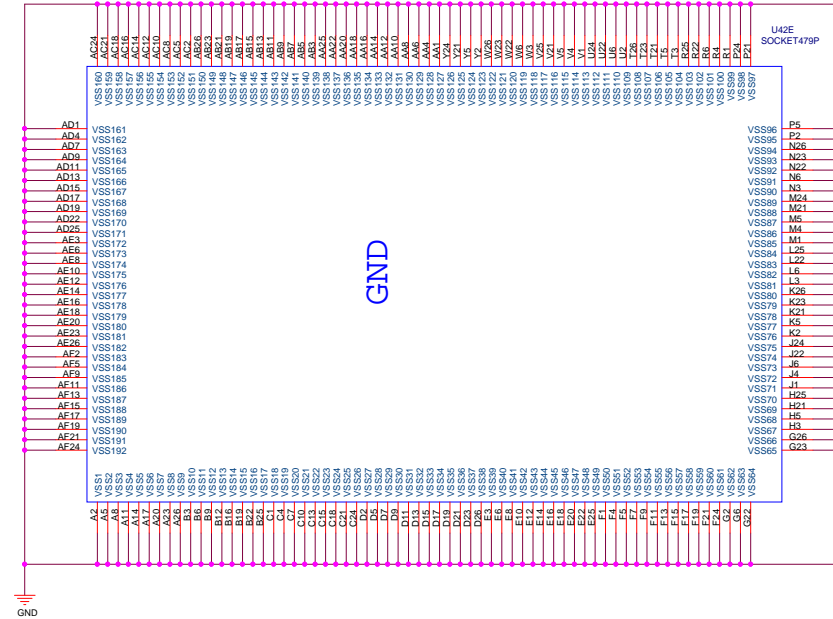 U42E
SOCKET479P
AC24 AC21 AC18 AC16 AC14 AC12 AC10 AC8 AC5 AC2 AB26 AB23 AB21 AB19 AB17 AB15 AB13 AB11 AB9 AB7 AB5 AB3 AA25 AA22 AA20 AA18 AA16 AA14 AA12 AA10 AA8 AA6 AA4 AA1 Y24 Y21 Y5 Y2 W26 W23 W22 W6 W3 V25 V21 V5 V4 V1 U24 U22 U6 U2 T26 T23 T21 T5 T3 R25 R22 R6 R4 R1 P24 P21
VSS160 VSS159 VSS158 VSS157 VSS156 VSS155 VSS154 VSS153 VSS152 VSS151 VSS150 VSS149 VSS148 VSS147 VSS146 VSS145 VSS144 VSS143 VSS142 VSS141 VSS140 VSS139 VSS138 VSS137 VSS136 VSS135 VSS134 VSS133 VSS132 VSS131 VSS130 VSS129 VSS128 VSS127 VSS126 VSS125 VSS124 VSS123 VSS122 VSS121 VSS120 VSS119 VSS118 VSS117 VSS116 VSS115 VSS114 VSS113 VSS112 VSS111 VSS110 VSS109 VSS108 VSS107 VSS106 VSS105 VSS104 VSS103 VSS102 VSS101 VSS100 VSS99 VSS98 VSS97
AD1 VSS161 VSS96 P5
AD4 VSS162 VSS95 P2
AD7 VSS163 VSS94 N26
AD9 VSS164 VSS93 N23
AD11 VSS165 VSS92 N22
AD13 VSS166 VSS91 N6
AD15 VSS167 VSS90 N3
AD17 VSS168 VSS89 M24
AD19 VSS169 VSS88 M21
AD22 VSS170 VSS87 M5
AD25 VSS171 VSS86 M4
AE3 VSS172 VSS85 M1
AE6 VSS173 VSS84 L25
AE8 VSS174 VSS83 L22
AE10 VSS175 VSS82 L6
AE12 VSS176 VSS81 L3
AE14 VSS177 VSS80 K26
AE16 VSS178 VSS79 K23
AE18 VSS179 VSS78 K21
AE20 VSS180 VSS77 K5
AE23 VSS181 VSS76 K2
AE26 VSS182 VSS75 J24
AF2 VSS183 VSS74 J22
AF5 VSS184 VSS73 J6
AF9 VSS185 VSS72 J4
AF11 VSS186 VSS71 J1
AF13 VSS187 VSS70 H25
AF15 VSS188 VSS69 H21
AF17 VSS189 VSS68 H5
AF19 VSS190 VSS67 H3
AF21 VSS191 VSS66 G26
AF24 VSS192 VSS65 G23
GND
VSS1 VSS2 VSS3 VSS4 VSS5 VSS6 VSS7 VSS8 VSS9 VSS10 VSS11 VSS12 VSS13 VSS14 VSS15 VSS16 VSS17 VSS18 VSS19 VSS20 VSS21 VSS22 VSS23 VSS24 VSS25 VSS26 VSS27 VSS28 VSS29 VSS30 VSS31 VSS32 VSS33 VSS34 VSS35 VSS36 VSS37 VSS38 VSS39 VSS40 VSS41 VSS42 VSS43 VSS44 VSS45 VSS46 VSS47 VSS48 VSS49 VSS50 VSS51 VSS52 VSS53 VSS54 VSS55 VSS56 VSS57 VSS58 VSS59 VSS60 VSS61 VSS62 VSS63 VSS64
A2 A5 A8 A11 A14 A17 A20 A23 A26 B3 B6 B9 B12 B16 B19 B22 B25 C1 C4 C7 C10 C13 C15 C18 C21 C24 D2 D5 D7 D9 D11 D13 D15 D17 D19 D21 D23 D26 E3 E6 E8 E10 E12 E14 E16 E18 E20 E22 E25 F1 F4 F5 F7 F9 F11 F13 F15 F17 F19 F21 F24 G2 G6 G22
GND